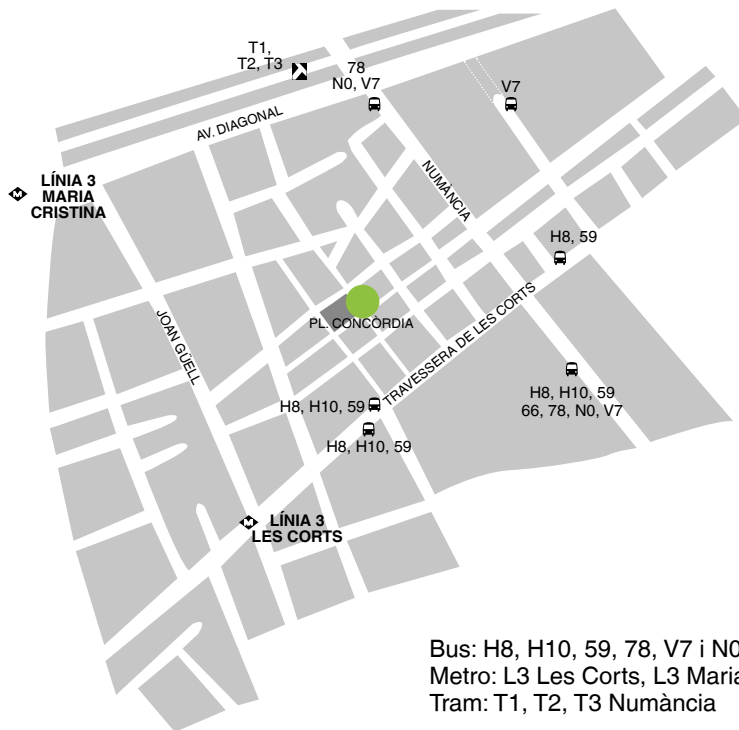 T1,
T2, T3
78
N0, V7
V7
AV. DIAGONAL
LÍNIA 3
MARIA
CRISTINA
NUMÀNCIA
H8, 59
PL. CONCÒRDIA
JOAN GÜELL
TRAVESSERA DE LES CORTS
H8, H10, 59
66, 78, N0, V7
H8, H10, 59
H8, H10, 59
LÍNIA 3
LES CORTS
Bus: H8, H10, 59, 78, V7 i N0
Metro: L3 Les Corts, L3 Maria
Tram: T1, T2, T3 Numància